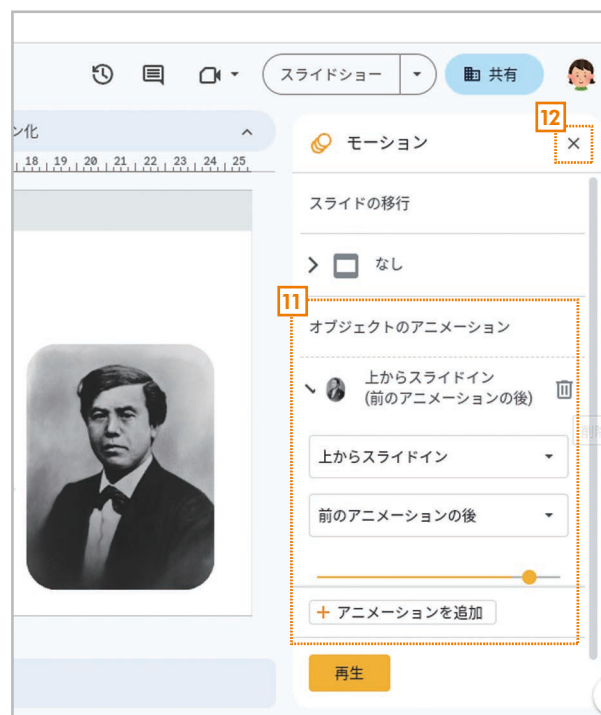 スライドショー
共有
ン化
18 19 20 21 22 23 24 25
12
モーション
スライドの移行
なし
11
オブジェクトのアニメーション
上からスライドイン
(前のアニメーションの後)
上からスライドイン
前のアニメーションの後
+ アニメーションを追加
再生